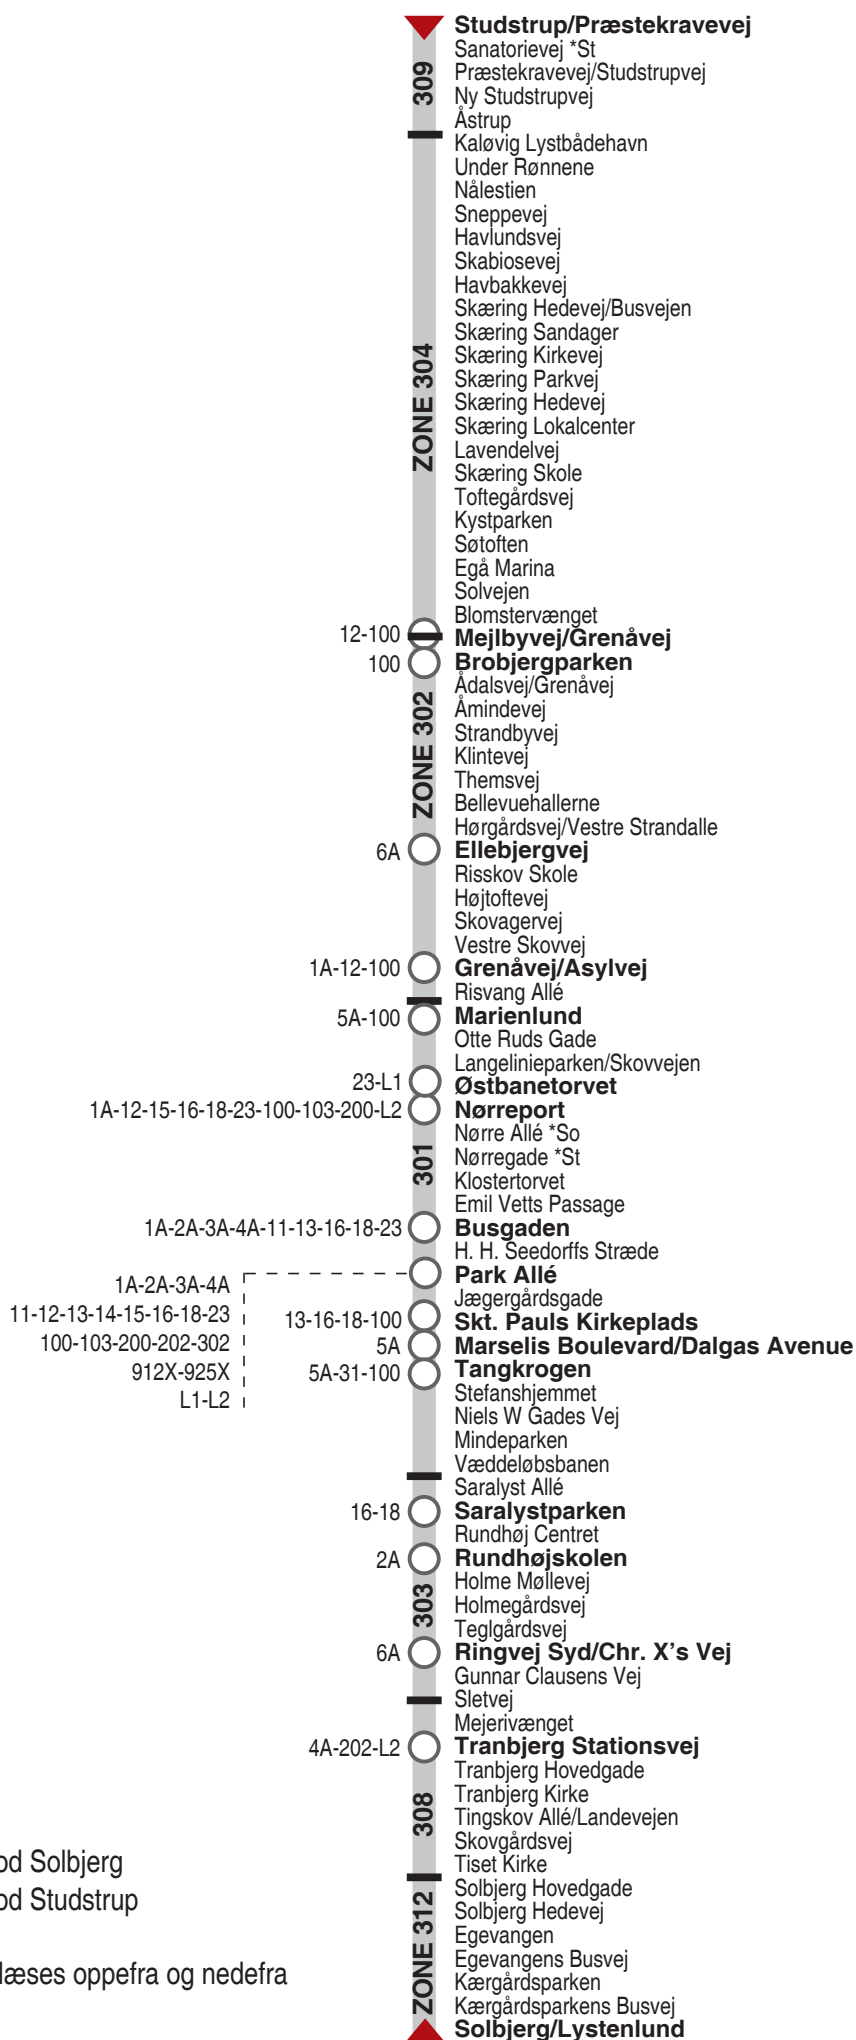 Studstrup/Præstekravevej
Sanatorievej *St
309
Præstekravevej/Studstrupvej
Ny Studstrupvej
Åstrup
Kaløvig Lystbådehavn
Under Rønnene
Nålestien
Sneppevej
Havlundsvej
Skabiosevej
Havbakkevej
Skæring Hedevej/Busvejen
Skæring Sandager
Skæring Kirkevej
ZONE 304
Skæring Parkvej
Skæring Hedevej
Skæring Lokalcenter
Lavendelvej
Skæring Skole
Toftegårdsvej
Kystparken
Søtoften
Egå Marina
Solvejen
Blomstervænget
12-100 Mejlbyvej/Grenåvej
100 Brobjergparken
Ådalsvej/Grenåvej
Åmindevej
Strandbyvej
ZONE 302
Klintevej
Themsvej
Bellevuehallerne
Hørgårdsvej/Vestre Strandalle
6A Ellebjergvej
Risskov Skole
Højtoftevej
Skovagervej
Vestre Skovvej
1A-12-100 Grenåvej/Asylvej
Risvang Allé
5A-100 Marienlund
Otte Ruds Gade
Langelinieparken/Skovvejen
23-L1 Østbanetorvet
1A-12-15-16-18-23-100-103-200-L2 Nørreport
Nørre Allé *So
Nørregade *St
301
Klostertorvet
Emil Vetts Passage
1A-2A-3A-4A-11-13-16-18-23 Busgaden
H. H. Seedorffs Stræde
Park Allé
1A-2A-3A-4A
Jægergårdsgade
11-12-13-14-15-16-18-23
13-16-18-100 Skt. Pauls Kirkeplads
100-103-200-202-302
5A Marselis Boulevard/Dalgas Avenue
912X-925X
5A-31-100 Tangkrogen
L1-L2
Stefanshjemmet
Niels W Gades Vej
Mindeparken
Væddeløbsbanen
Saralyst Allé
16-18 Saralystparken
Rundhøj Centret
2A Rundhøjskolen
Holme Møllevej
303
Holmegårdsvej
Teglgårdsvej
6A Ringvej Syd/Chr. X's Vej
Gunnar Clausens Vej
Sletvej
Mejerivænget
4A-202-L2 Tranbjerg Stationsvej
Tranbjerg Hovedgade
Tranbjerg Kirke
308
Tingskov Allé/Landevejen
Skovgårdsvej
Tiset Kirke
od Solbjerg
Solbjerg Hovedgade
od Studstrup
Solbjerg Hedevej
Egevangen
ZONE 312
Egevangens Busvej
læses oppefra og nedefra
Kærgårdsparken
Kærgårdsparkens Busvej
Solbjerg/Lystenlund